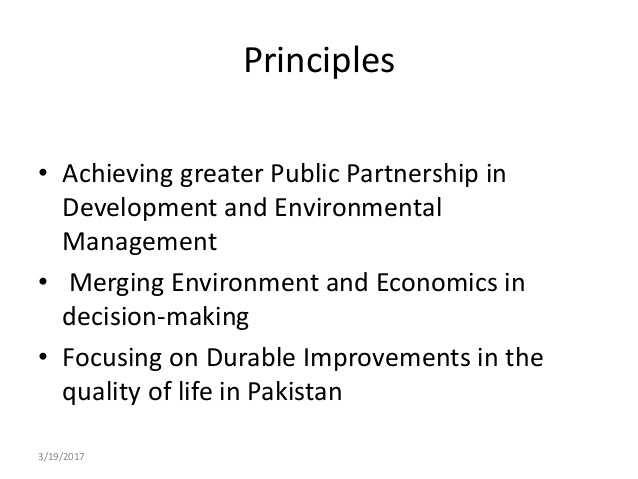 Principles
• Achieving greater Public Partnership in
Development and Environmental
Management
• Merging Environment and Economics in
decision-making
• Focusing on Durable Improvements in the
quality of life in Pakistan
3/19/2017